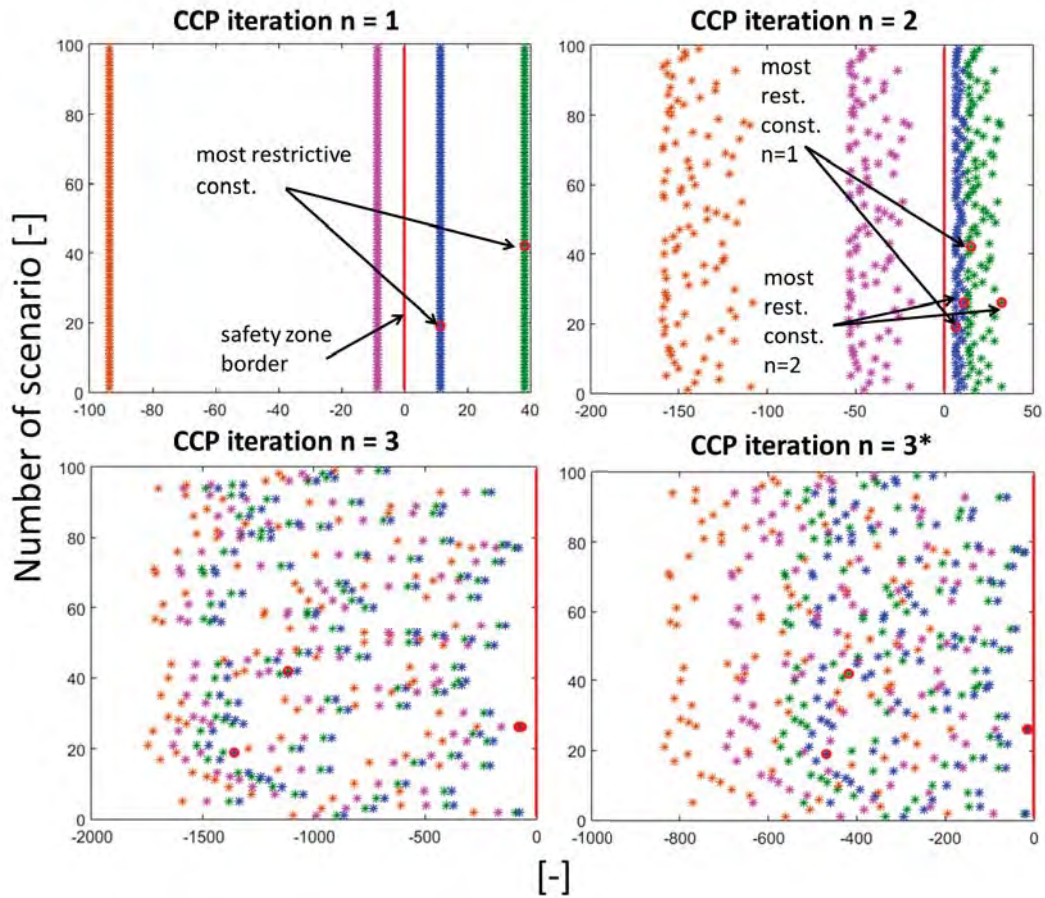 CCP iteration n = 1
100
80
60
40
20
0
-100
-80
-60
-40
-20
0
20
40
most restrictive
const.
safety zone
border
CCP iteration n = 2
100
80
60
40
20
0
-200
-150
-100
-50
0
50
most
rest.
const.
n=1
most
rest.
const.
n=2
Number of scenario [-]
CCP iteration n = 3
100
80
60
40
20
0
-2000
-1500
-1000
-500
0
CCP iteration n = 3*
100
80
60
40
20
0
-1000
-800
-600
-400
-200
0
[-]